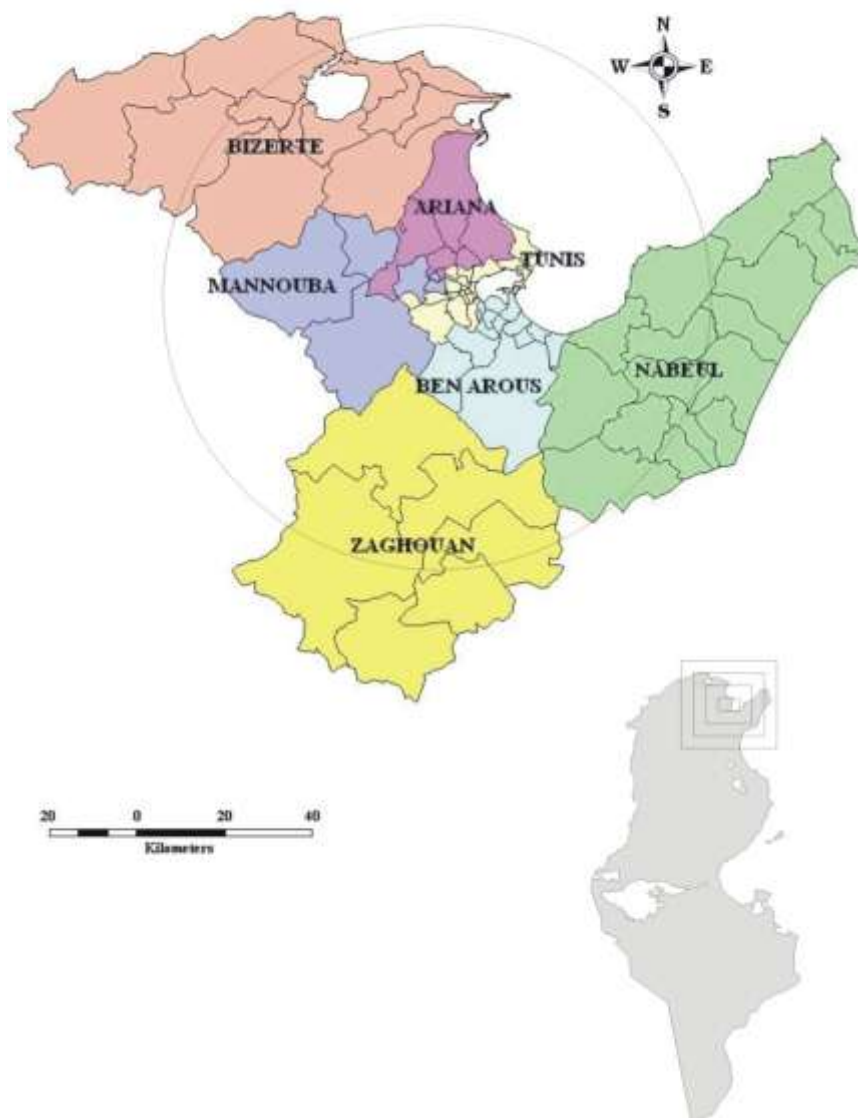 N
W E
S
BIZERTE
ARIANA
TUNIS
MANNOUBA
NABEUL
BEN AROUS
ZAGHOUAN
20 0 20 40
Kilometers